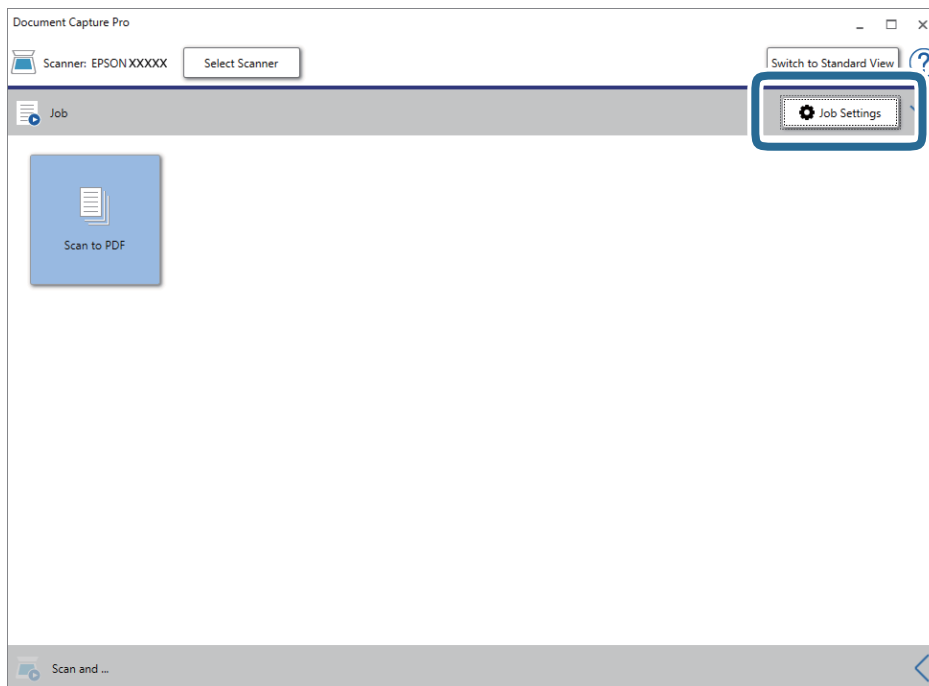 Document Capture Pro
Scanner: EPSON XXXXX Select Scanner Switch to Standard View ?
Job Job Settings
Scan to PDF
Scan and ...